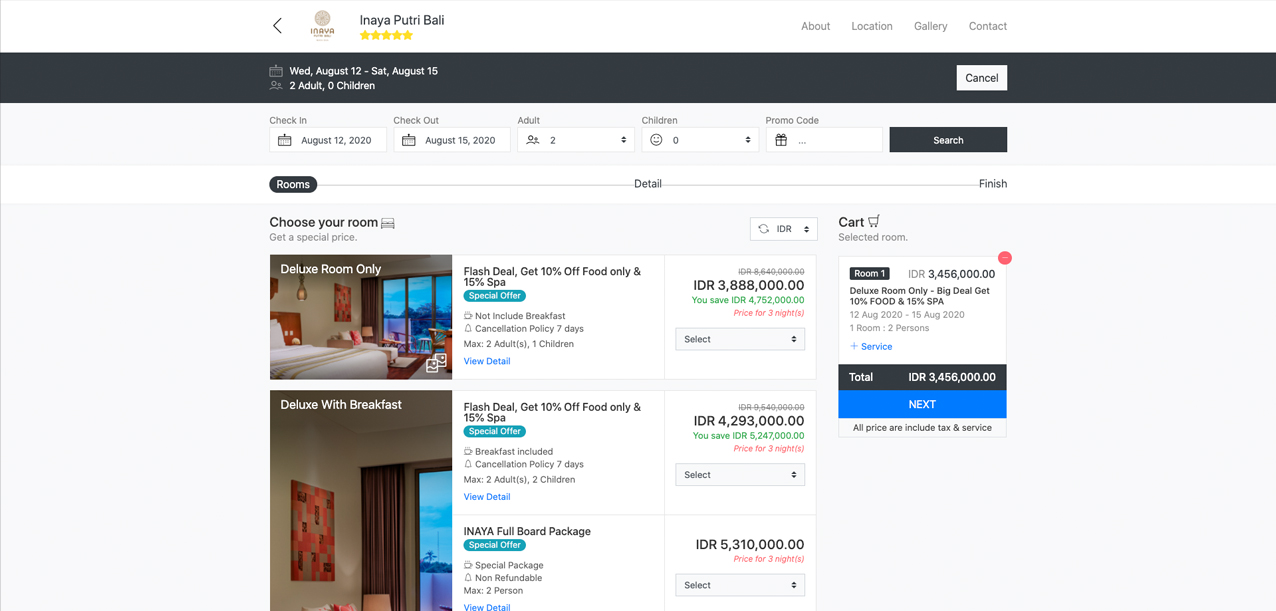 INAYA
PUTRI BALI
Inaya Putri Bali
About
Location
Gallery
Contact
Wed, August 12 - Sat, August 15
2 Adult, 0 Children
Cancel
Check In
Check Out
Adult
Children
Promo Code
August 12, 2020
August 15, 2020
2
0
...
Search
Rooms
Detail
Finish
Choose your room
Get a special price.
IDR
Deluxe Room Only
Flash Deal, Get 10% Off Food only &
15% Spa
Special Offer
Not Include Breakfast
Cancellation Policy 7 days
Max: 2 Adult(s), 1 Children
View Detail
IDR 8,640,000.00
IDR 3,888,000.00
You save IDR 4,752,000.00
Price for 3 night(s)
Select
Deluxe With Breakfast
Flash Deal, Get 10% Off Food only &
15% Spa
Special Offer
Breakfast included
Cancellation Policy 7 days
Max: 2 Adult(s), 2 Children
View Detail
IDR 9,540,000.00
IDR 4,293,000.00
You save IDR 5,247,000.00
Price for 3 night(s)
Select
INAYA Full Board Package
Special Offer
Special Package
Non Refundable
Max: 2 Person
View Detail
IDR 5,310,000.00
Price for 3 night(s)
Select
Cart
Selected room.
Room 1 IDR 3,456,000.00
Deluxe Room Only - Big Deal Get
10% FOOD & 15% SPA
12 Aug 2020 - 15 Aug 2020
1 Room : 2 Persons
+ Service
Total IDR 3,456,000.00
NEXT
All price are include tax & service